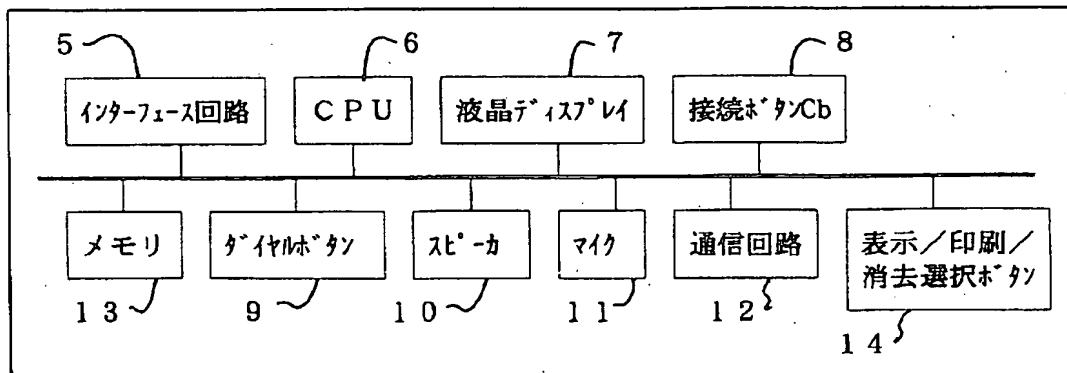 5
6
7
8
インターフェース回路
CPU
液晶ディスプレイ
接続ボタンCb
メモリ
ダイヤルボタン
スピーカ
マイク
通信回路
表示/印刷/
消去選択ボタン
13
9
10
11
12
14